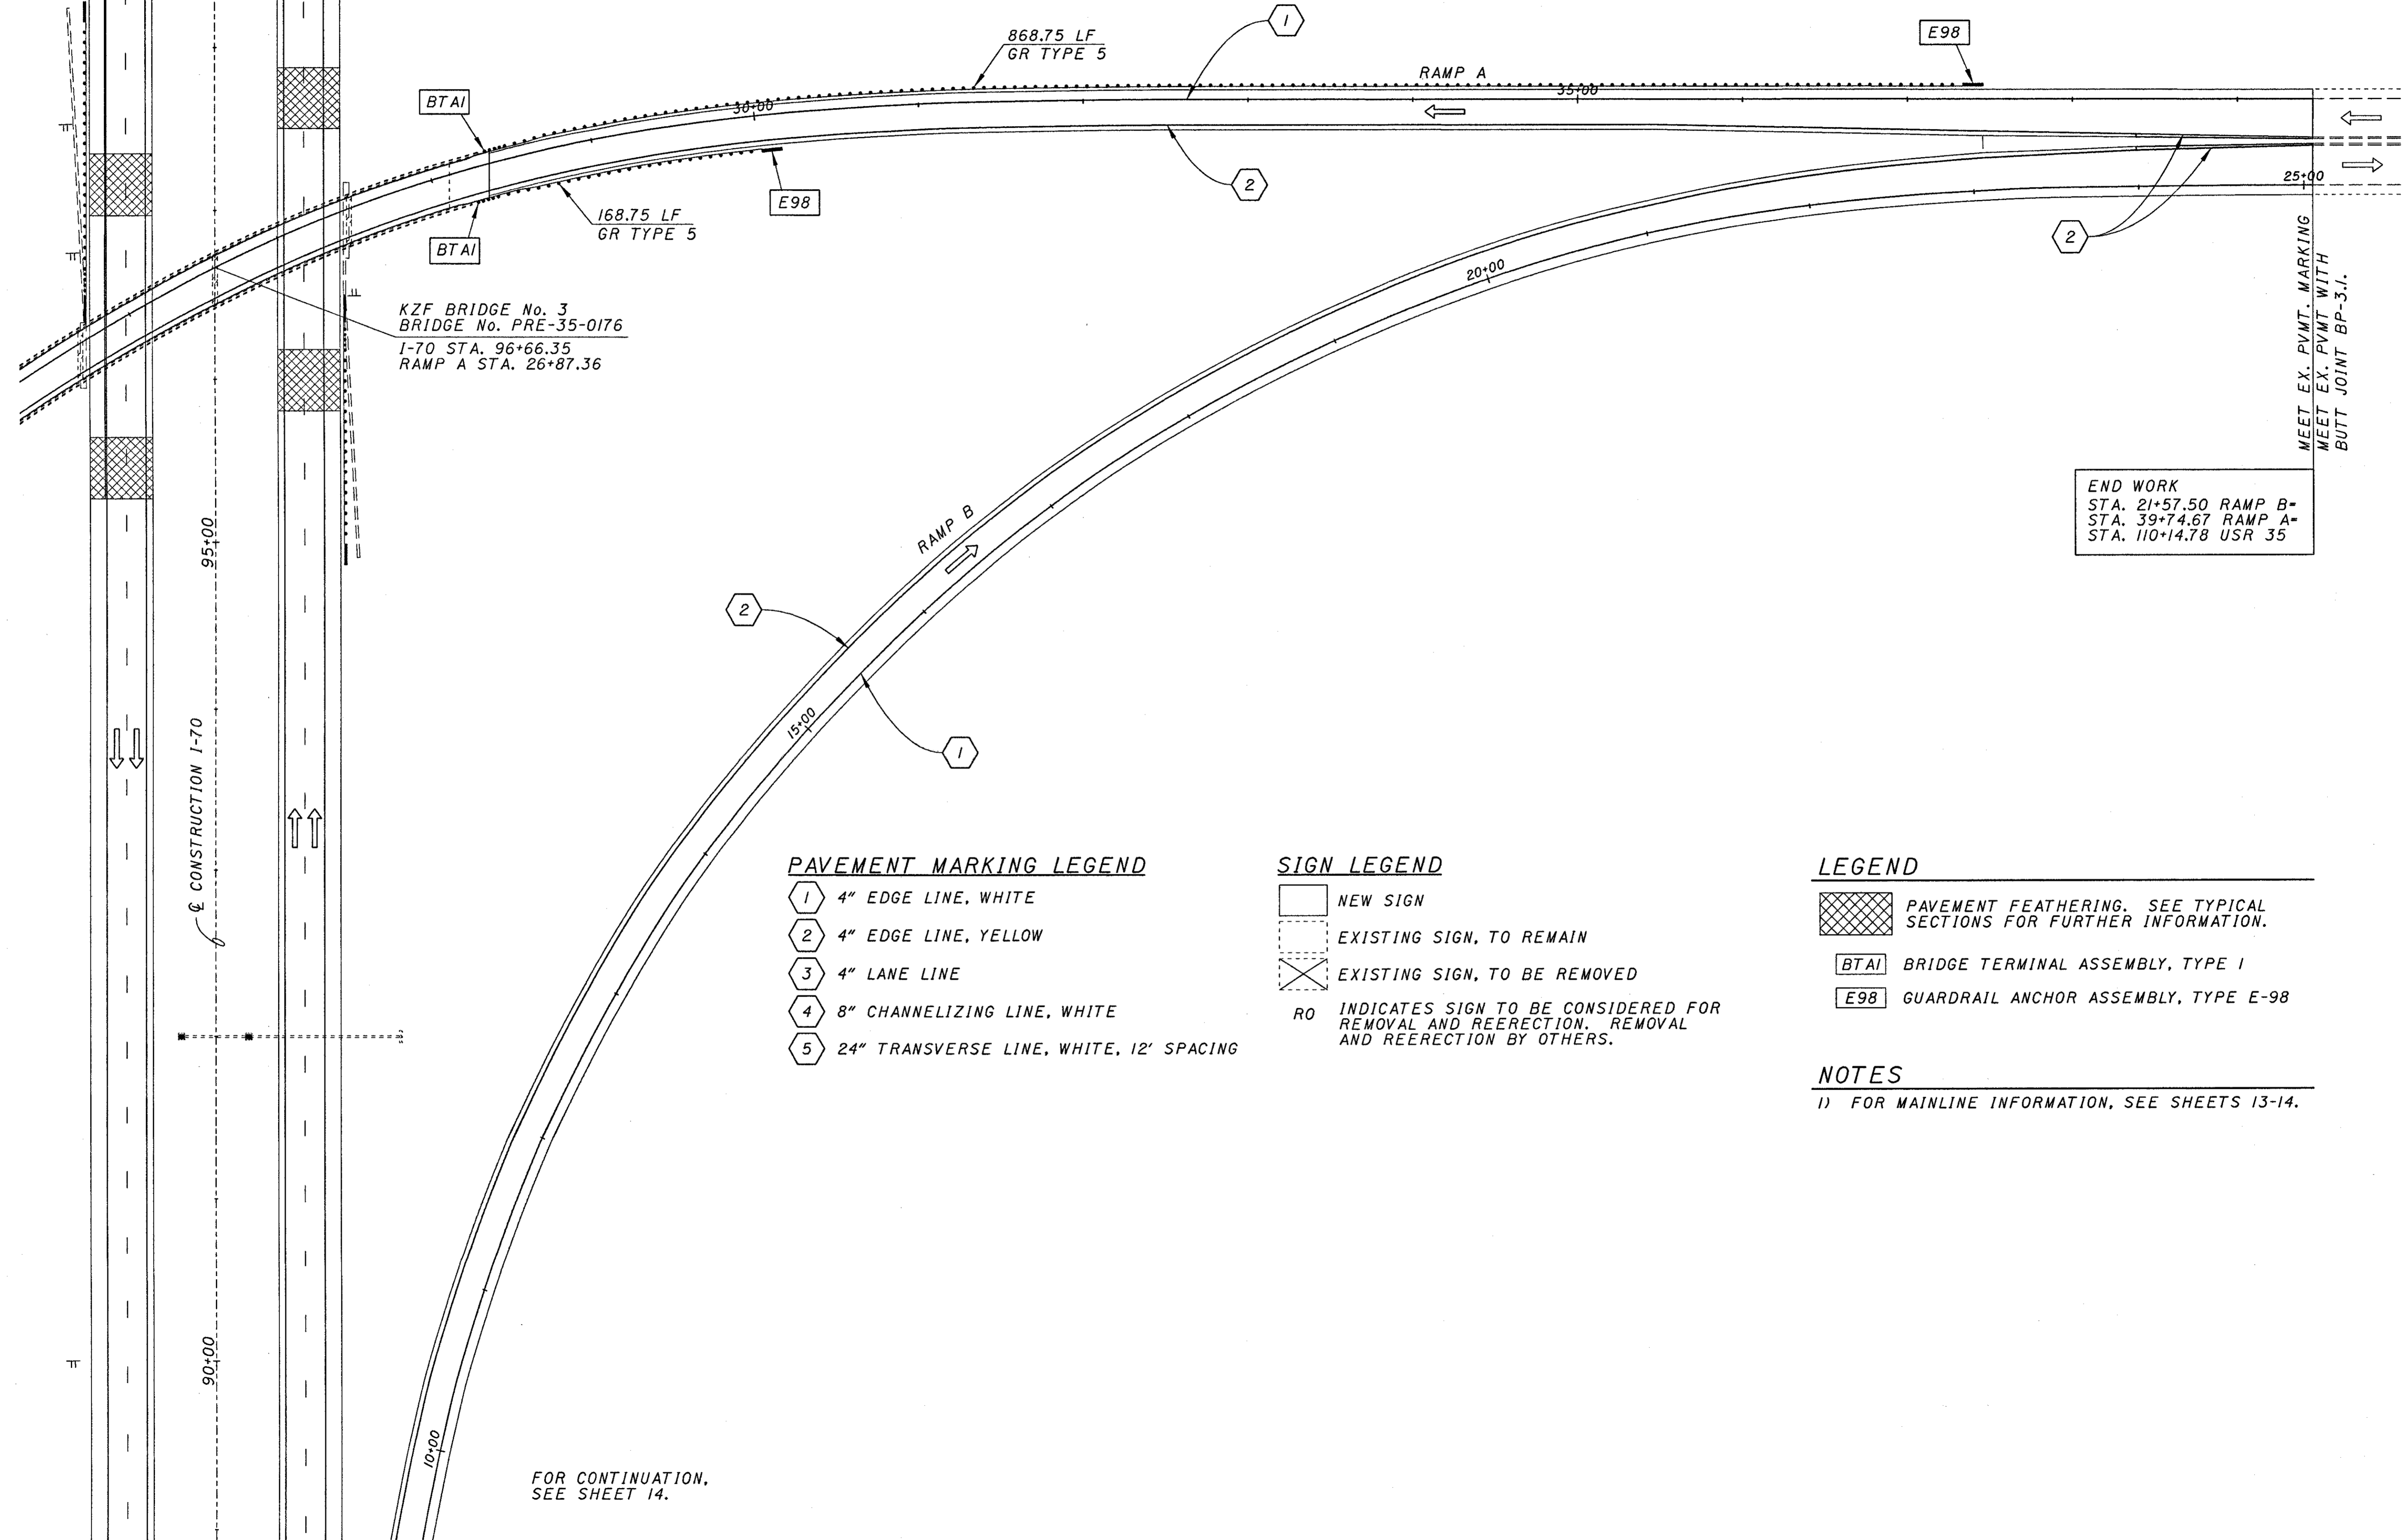 1
868.75 LF
GR TYPE 5
E98
RAMP A
BTA1
30+00
35+00
2
E98
168.75 LF
GR TYPE 5
BTA1
25+00
2
20+00
KZF BRIDGE No. 3
BRIDGE No. PRE-35-0176
I-70 STA. 96+66.35
RAMP A STA. 26+87.36
MEET EX. PVMT. MARKING
MEET EX. PVMT WITH
BUTT JOINT BP-3.1.
END WORK
STA. 21+57.50 RAMP B=
STA. 39+74.67 RAMP A=
STA. 110+14.78 USR 35
95+00
RAMP B
2
15+00
1
℄ CONSTRUCTION I-70
PAVEMENT MARKING LEGEND
1 4" EDGE LINE, WHITE
2 4" EDGE LINE, YELLOW
3 4" LANE LINE
4 8" CHANNELIZING LINE, WHITE
5 24" TRANSVERSE LINE, WHITE, 12' SPACING
SIGN LEGEND
NEW SIGN
EXISTING SIGN, TO REMAIN
EXISTING SIGN, TO BE REMOVED
RO INDICATES SIGN TO BE CONSIDERED FOR
REMOVAL AND REERECTION. REMOVAL
AND REERECTION BY OTHERS.
LEGEND
PAVEMENT FEATHERING. SEE TYPICAL
SECTIONS FOR FURTHER INFORMATION.
BTA1 BRIDGE TERMINAL ASSEMBLY, TYPE 1
E98 GUARDRAIL ANCHOR ASSEMBLY, TYPE E-98
NOTES
1) FOR MAINLINE INFORMATION, SEE SHEETS 13-14.
90+00
10+00
FOR CONTINUATION,
SEE SHEET 14.